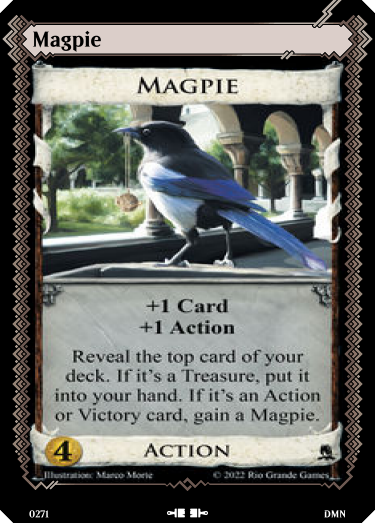 Magpie
MAGPIE
+1 Card
+1 Action
Reveal the top card of your
deck. If it's a Treasure, put it
into your hand. If it's an Action
or Victory card, gain a Magpie.
4
ACTION
Illustration: Marco Morte
© 2022 Rio Grande Games
0271
DMN